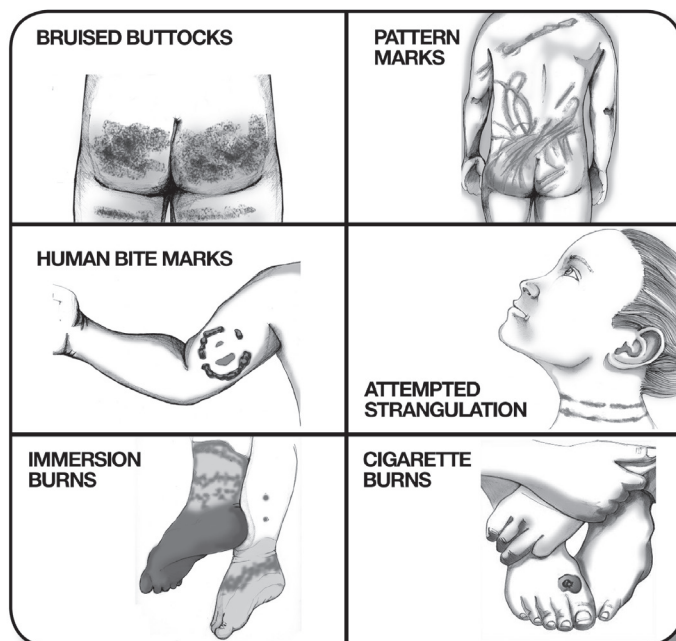 BRUISED BUTTOCKS
PATTERN
MARKS
HUMAN BITE MARKS
ATTEMPTED
STRANGULATION
IMMERSION
BURNS
CIGARETTE
BURNS